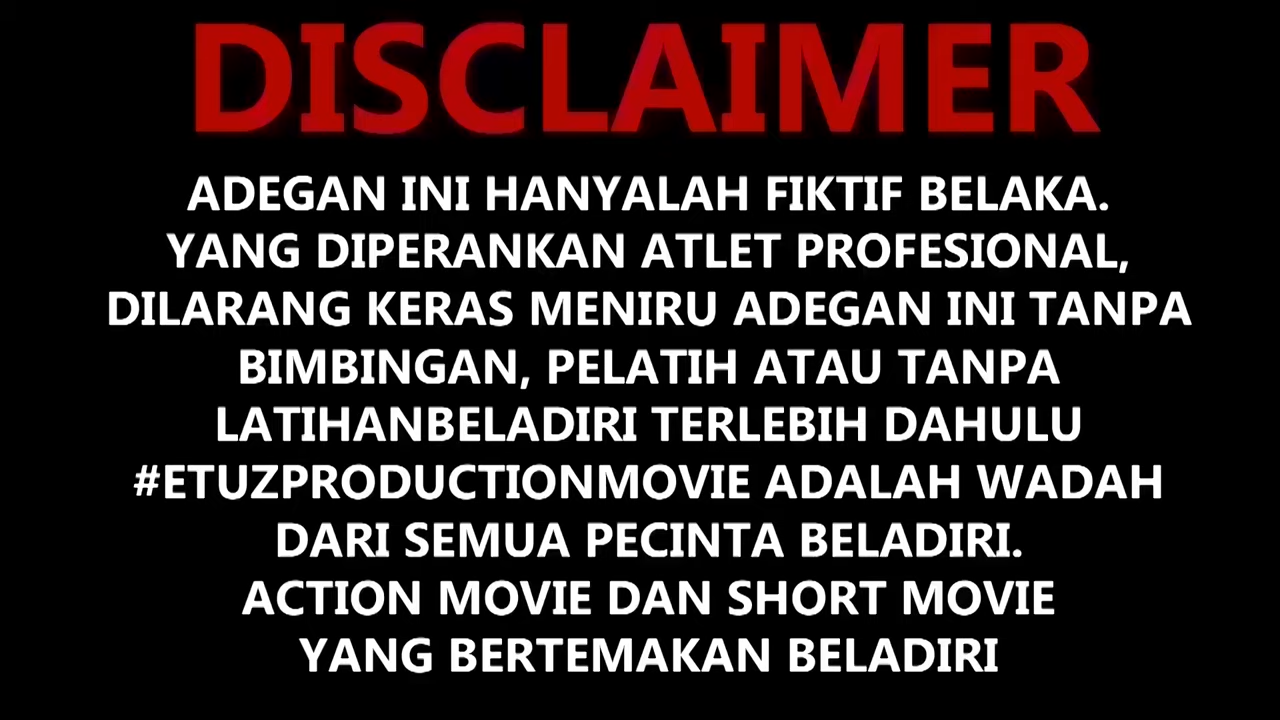 DISCLAIMER
ADEGAN INI HANYALAH FIKTIF BELAKA.
YANG DIPERANKAN ATLET PROFESIONAL,
DILARANG KERAS MENIRU ADEGAN INI TANPA
BIMBINGAN, PELATIH ATAU TANPA
LATIHANBELADIRI TERLEBIH DAHULU
#ETUZPRODUCTIONMOVIE ADALAH WADAH
DARI SEMUA PECINTA BELADIRI.
ACTION MOVIE DAN SHORT MOVIE
YANG BERTEMAKAN BELADIRI